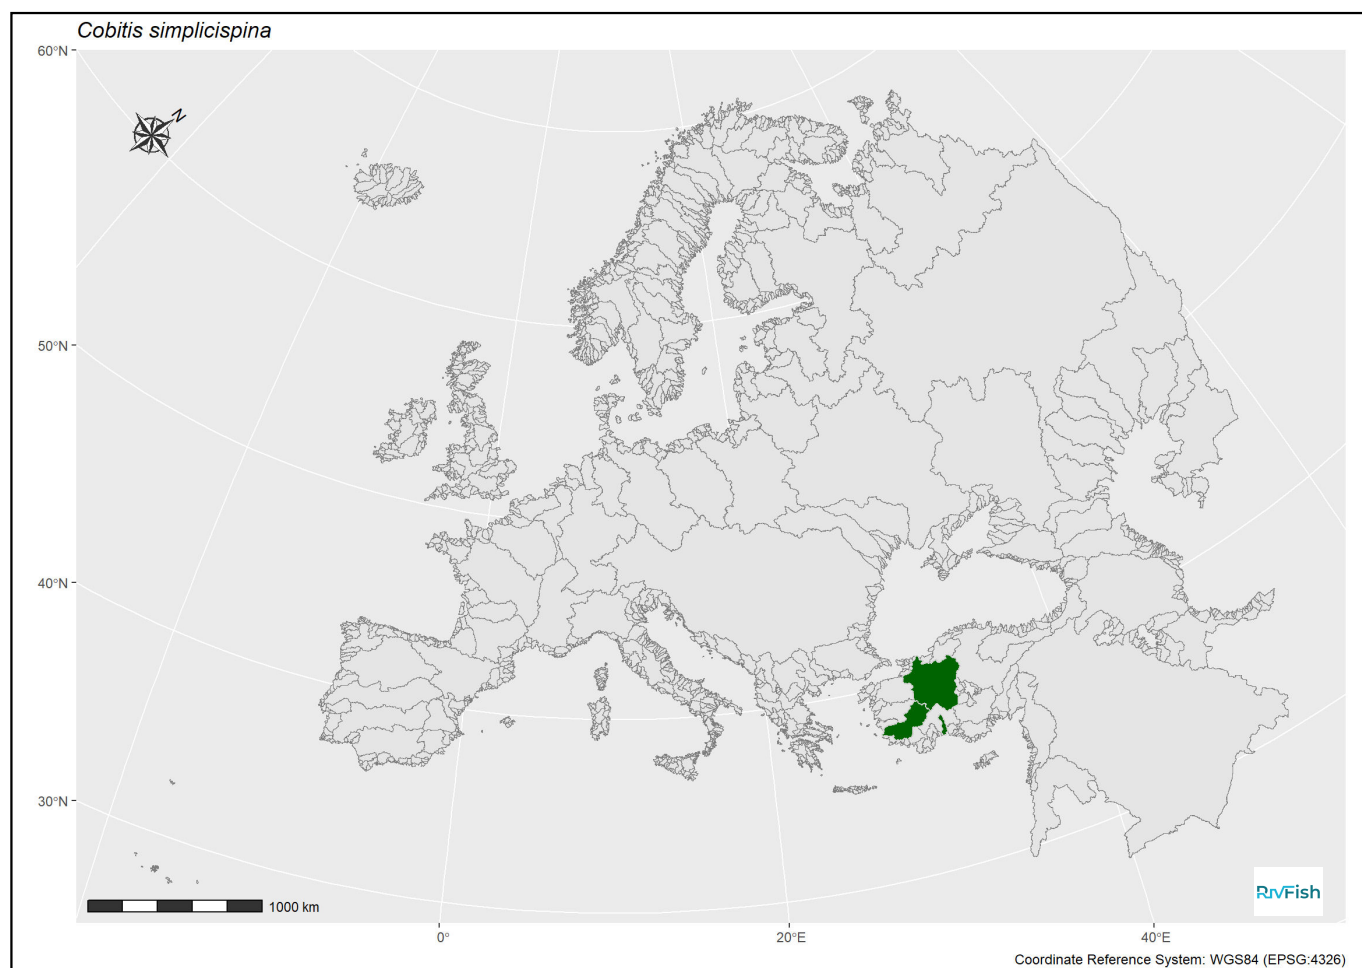 Cobitis simplicispina
60°N
N
50°N
40°N
30°N
1000 km
RIVFish
0°
20°E
40°E
Coordinate Reference System: WGS84 (EPSG:4326)